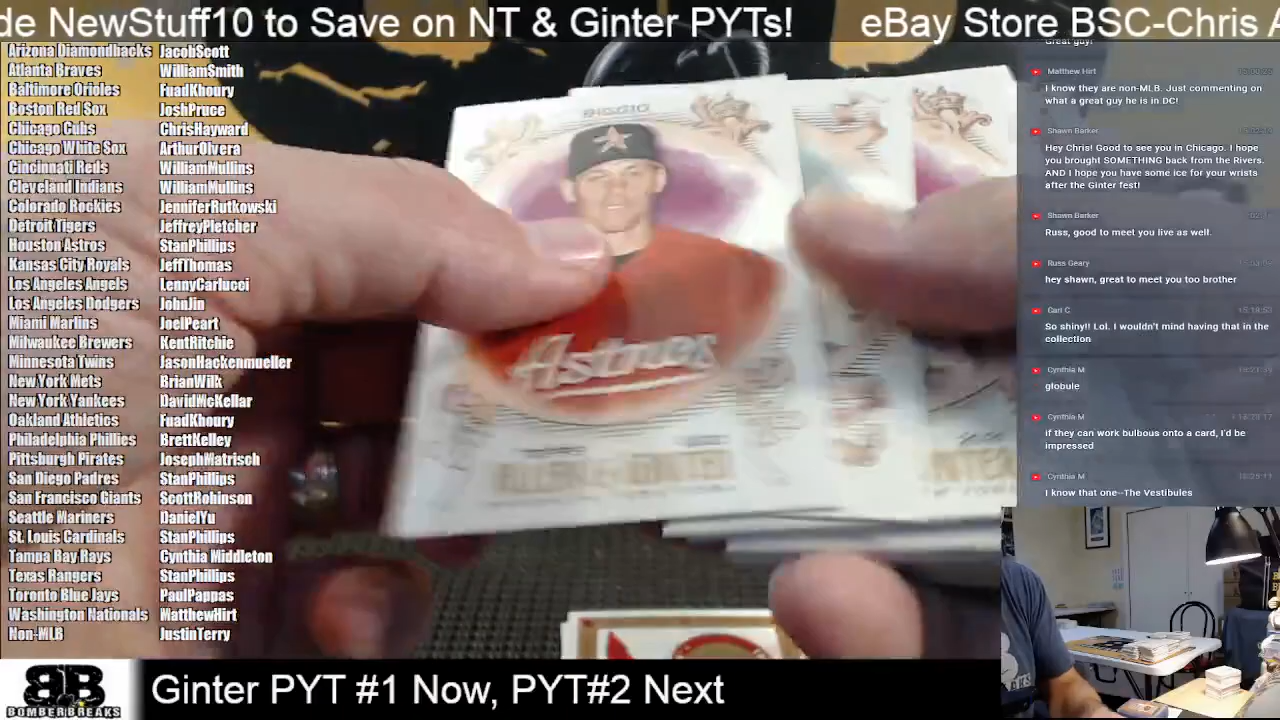 de NewStuff10 to Save on NT & Ginter PYTs! eBay Store BSC-Chris A
Arizona Diamondbacks JacobScott
Atlanta Braves WilliamSmith
Baltimore Orioles FuadKhoury
Boston Red Sox JoshPruce
Chicago Cubs ChrisHayward
Chicago White Sox ArthurOlvera
Cincinnati Reds WilliamMullins
Cleveland Indians WilliamMullins
Colorado Rockies JenniferRutkowski
Detroit Tigers JeffreyPletcher
Houston Astros StanPhillips
Kansas City Royals JeffThomas
Los Angeles Angels LennyCarlucci
Los Angeles Dodgers JohnJin
Miami Marlins JoelPeart
Milwaukee Brewers KentRitchie
Minnesota Twins JasonHackenmueller
New York Mets BrianWilk
New York Yankees DavidMcKellar
Oakland Athletics FuadKhoury
Philadelphia Phillies BrettKelley
Pittsburgh Pirates JosephMatrisch
San Diego Padres StanPhillips
San Francisco Giants ScottRobinson
Seattle Mariners DanielYu
St. Louis Cardinals StanPhillips
Tampa Bay Rays Cynthia Middleton
Texas Rangers StanPhillips
Toronto Blue Jays PaulPappas
Washington Nationals MatthewHirt
Non-MLB JustinTerry
BIGGIO
Astros
Great guy!
Matthew Hirt
I know they are non-MLB. Just commenting on
what a great guy he is in DC!
Shawn Barker
Hey Chris! Good to see you in Chicago. I hope
you brought SOMETHING back from the Rivers.
AND I hope you have some ice for your wrists
after the Ginter fest!
Shawn Barker
Russ, good to meet you live as well.
Russ Geary
hey shawn, great to meet you too brother
Carl C
So shiny!! Lol. I wouldn't mind having that in the
collection
Cynthia M
globule
Cynthia M
if they can work bulbous onto a card, I'd be
impressed
Cynthia M
I know that one--The Vestibules
BB
BOMBERBREAKS
Ginter PYT #1 Now, PYT#2 Next